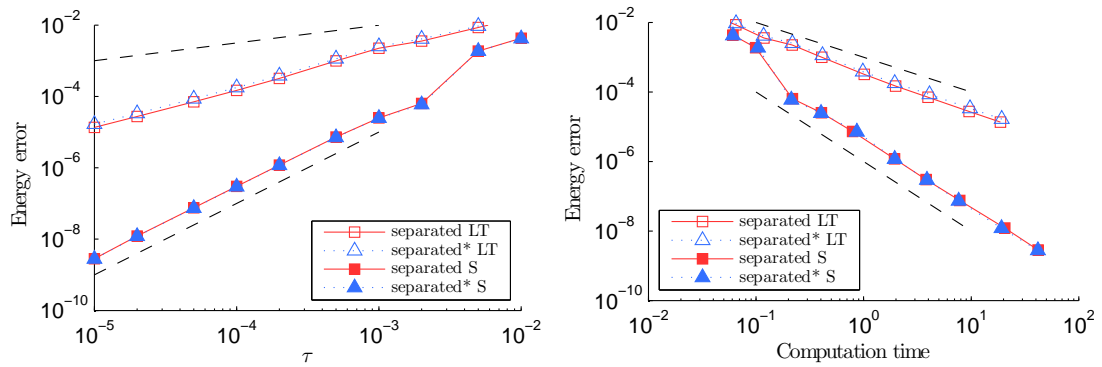 10^-2
10^-4
10^-6
10^-8
10^-10
Energy error
10^-5
10^-4
10^-3
10^-2
τ
separated LT
separated* LT
separated S
separated* S
10^-2
10^-4
10^-6
10^-8
10^-10
Energy error
10^-2
10^-1
10^0
10^1
10^2
Computation time
separated LT
separated* LT
separated S
separated* S